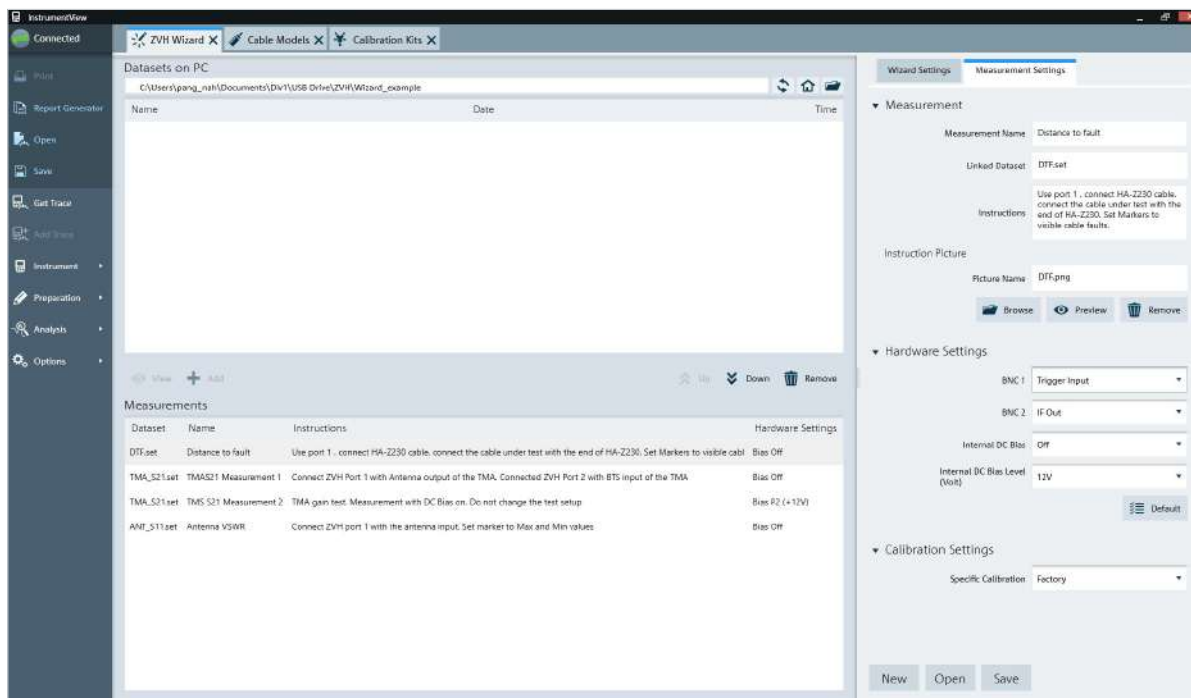 InstrumentView
Connected
ZVH Wizard X Cable Models X Calibration Kits X
Print
Report Generator
Open
Save
Get Trace
Add Trace
Instrument
Preparation
Analysis
Options
Datasets on PC
C:\Users\pang_nah\Documents\Div1\USB Drive\ZVH\Wizard_example
Name Date Time
View Add Up Down Remove
Measurements
Dataset Name Instructions Hardware Settings
DTF.set Distance to fault Use port 1 . connect HA-Z230 cable. connect the cable under test with the end of HA-Z230. Set Markers to visible cabl Bias Off
TMA_S21.set TMAS21 Measurement 1 Connect ZVH Port 1 with Antenna output of the TMA. Connected ZVH Port 2 with BTS input of the TMA Bias Off
TMA_S21.set TMS S21 Measurement 2 TMA gain test. Measurement with DC Bias on. Do not change the test setup Bias P2 (+12V)
ANT_S11.set Antenna VSWR Connect ZVH port 1 with the antenna input. Set marker to Max and Min values Bias Off
Wizard Settings Measurement Settings
Measurement
Measurement Name Distance to fault
Linked Dataset DTF.set
Instructions
Use port 1 . connect HA-Z230 cable.
connect the cable under test with the
end of HA-Z230. Set Markers to
visible cable faults.
Instruction Picture
Picture Name DTF.png
Browse Preview Remove
Hardware Settings
BNC 1 Trigger Input
BNC 2 IF Out
Internal DC Bias Off
Internal DC Bias Level
(Volt) 12V
Default
Calibration Settings
Specific Calibration Factory
New Open Save